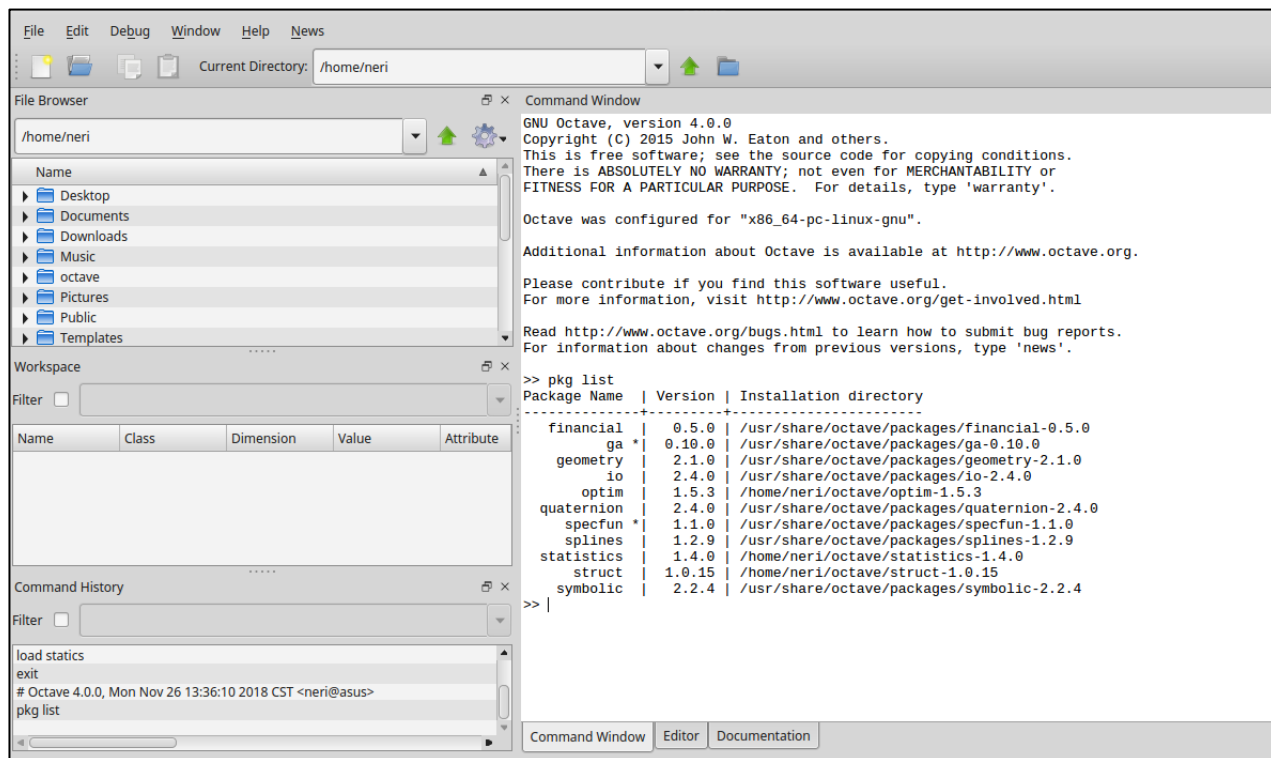 File Edit Debug Window Help News
Current Directory: /home/neri
File Browser
/home/neri
Name
Desktop
Documents
Downloads
Music
octave
Pictures
Public
Templates
Workspace
Filter
Name Class Dimension Value Attribute
Command History
Filter
load statics
exit
# Octave 4.0.0, Mon Nov 26 13:36:10 2018 CST <neri@asus>
pkg list
Command Window
GNU Octave, version 4.0.0
Copyright (C) 2015 John W. Eaton and others.
This is free software; see the source code for copying conditions.
There is ABSOLUTELY NO WARRANTY; not even for MERCHANTABILITY or
FITNESS FOR A PARTICULAR PURPOSE.  For details, type 'warranty'.
Octave was configured for "x86_64-pc-linux-gnu".
Additional information about Octave is available at http://www.octave.org.
Please contribute if you find this software useful.
For more information, visit http://www.octave.org/get-involved.html
Read http://www.octave.org/bugs.html to learn how to submit bug reports.
For information about changes from previous versions, type 'news'.
>> pkg list
Package Name  | Version | Installation directory
--------------+---------+-----------------------
financial  |   0.5.0 | /usr/share/octave/packages/financial-0.5.0
ga *|  0.10.0 | /usr/share/octave/packages/ga-0.10.0
geometry  |   2.1.0 | /usr/share/octave/packages/geometry-2.1.0
io  |   2.4.0 | /usr/share/octave/packages/io-2.4.0
optim  |   1.5.3 | /home/neri/octave/optim-1.5.3
quaternion  |   2.4.0 | /usr/share/octave/packages/quaternion-2.4.0
specfun *|   1.1.0 | /usr/share/octave/packages/specfun-1.1.0
splines  |   1.2.9 | /usr/share/octave/packages/splines-1.2.9
statistics  |   1.4.0 | /home/neri/octave/statistics-1.4.0
struct  |  1.0.15 | /home/neri/octave/struct-1.0.15
symbolic  |   2.2.4 | /usr/share/octave/packages/symbolic-2.2.4
>>
Command Window Editor Documentation